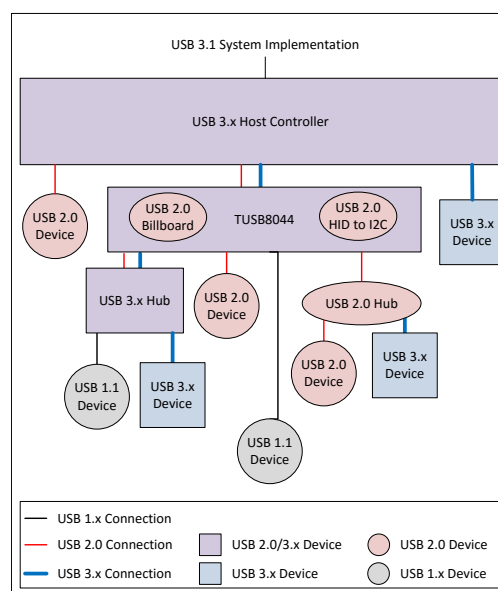 USB 3.1 System Implementation
USB 3.x Host Controller
USB 2.0
Device
USB 2.0
Billboard
TUSB8044
USB 2.0
HID to I2C
USB 3.x
Device
USB 3.x Hub
USB 2.0
Device
USB 2.0 Hub
USB 1.1
Device
USB 3.x
Device
USB 2.0
Device
USB 3.x
Device
USB 1.1
Device
USB 1.x Connection
USB 2.0 Connection
USB 2.0/3.x Device
USB 2.0 Device
USB 3.x Connection
USB 3.x Device
USB 1.x Device